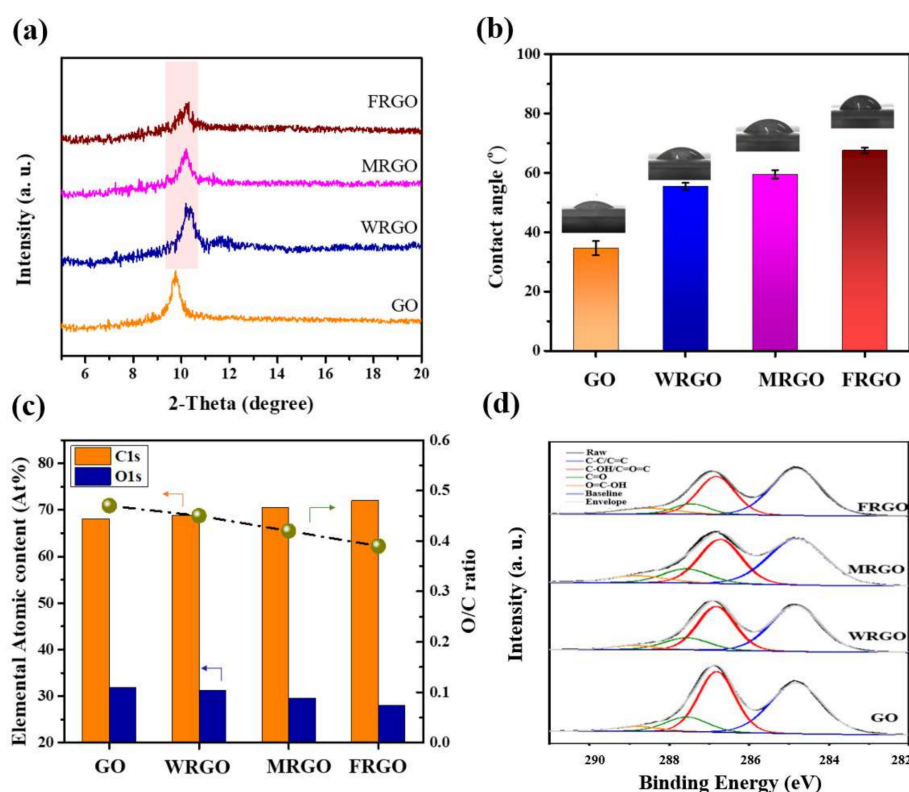 (a)
FRGO
MRGO
WRGO
GO
Intensity (a. u.)
6 8 10 12 14 16 18 20
2-Theta (degree)
(b)
100
80
60
40
20
0
Contact angle (°)
GO WRGO MRGO FRGO
(c)
C1s
O1s
80
70
60
50
40
30
20
Elemental Atomic content (At%)
0.6
0.5
0.4
0.3
0.2
0.1
0.0
O/C ratio
GO WRGO MRGO FRGO
(d)
Raw
C-C/C=C
C-OH/C=O=C
C=O
O=C-OH
Baseline
Envelope
FRGO
MRGO
WRGO
GO
Intensity (a. u.)
290 288 286 284 282
Binding Energy (eV)